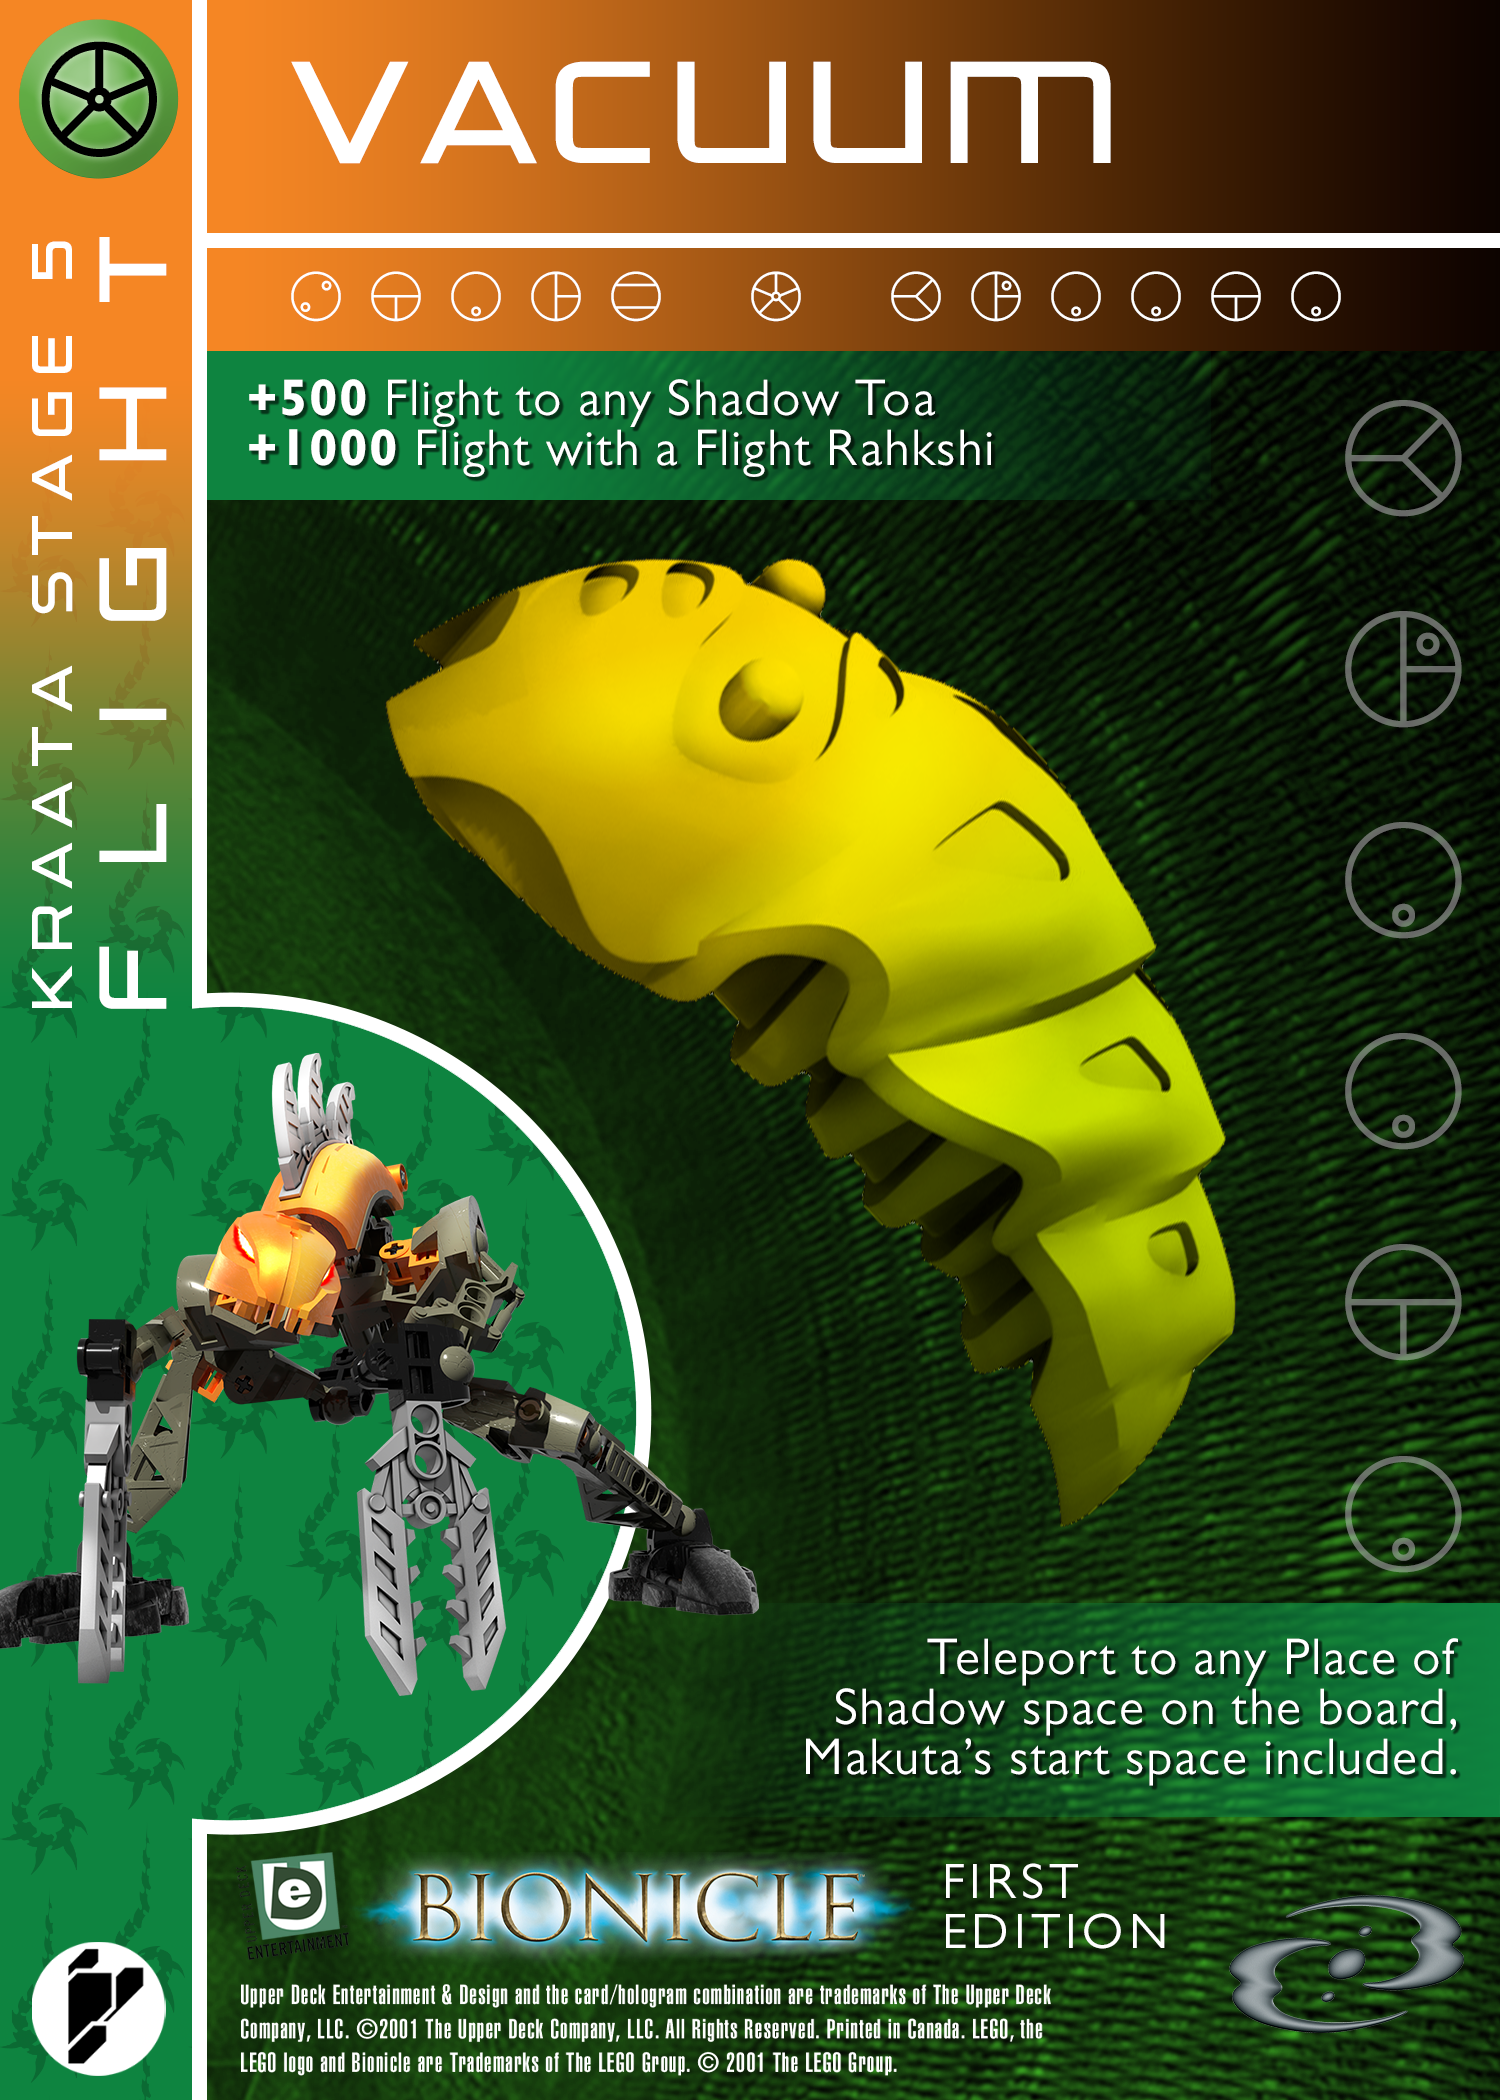 VACUUM
KRAATA STAGE 5
FLIGHT
+500 Flight to any Shadow Toa
+1000 Flight with a Flight Rahkshi
Teleport to any Place of
Shadow space on the board,
Makuta's start space included.
e
ENTERTAINMENT
BIONICLE
FIRST
EDITION
Upper Deck Entertainment & Design and the card/hologram combination are trademarks of The Upper Deck
Company, LLC. ©2001 The Upper Deck Company, LLC. All Rights Reserved. Printed in Canada. LEGO, the
LEGO logo and Bionicle are Trademarks of The LEGO Group. © 2001 The LEGO Group.